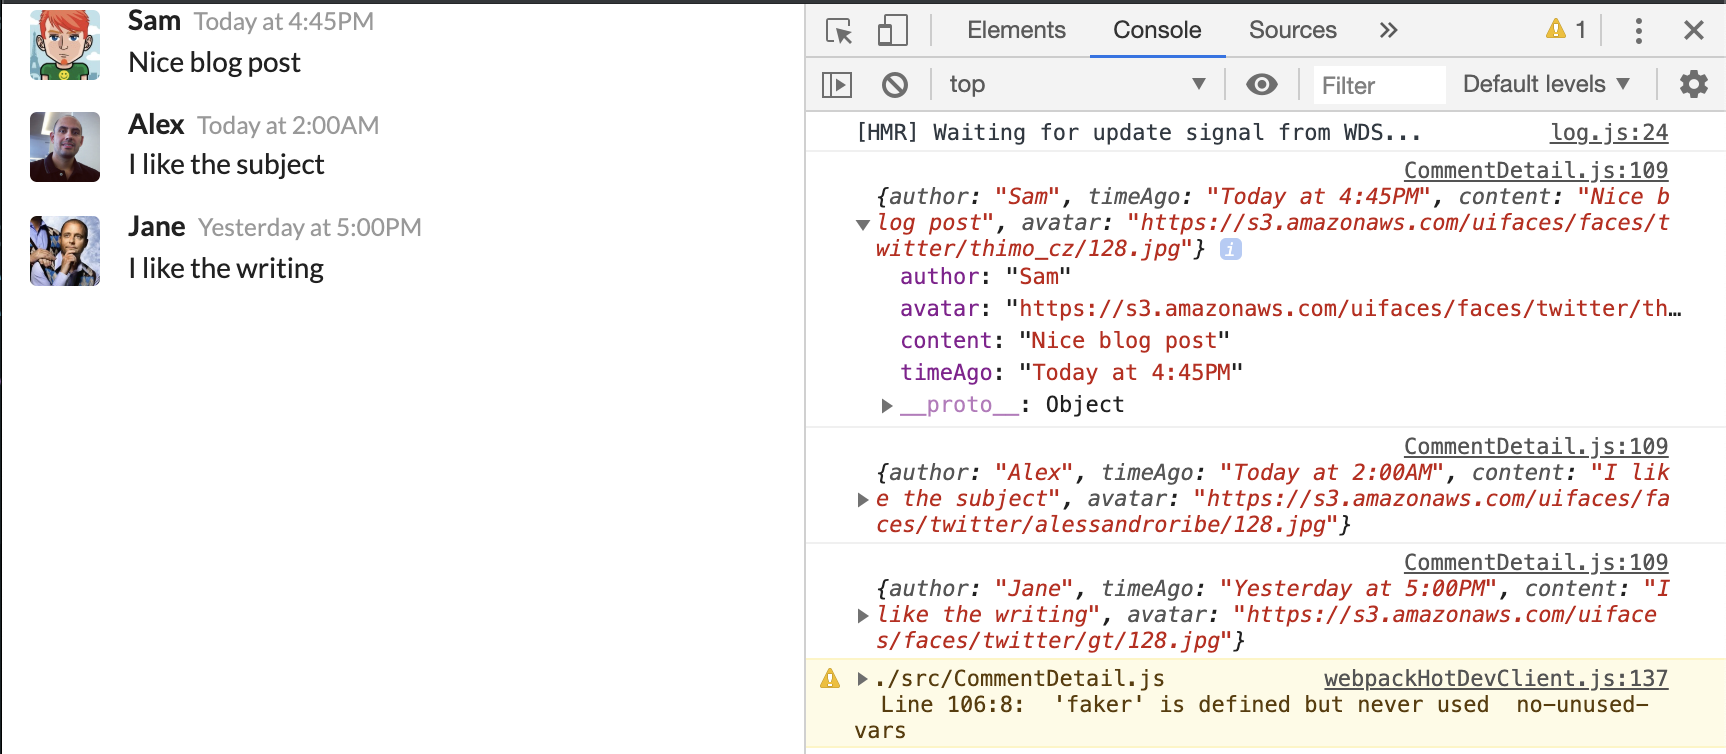 Sam Today at 4:45PM
Nice blog post
Alex Today at 2:00AM
I like the subject
Jane Yesterday at 5:00PM
I like the writing
Elements Console Sources 1
top Filter Default levels
[HMR] Waiting for update signal from WDS... log.js:24
CommentDetail.js:109
{author: "Sam", timeAgo: "Today at 4:45PM", content: "Nice b
log post", avatar: "https://s3.amazonaws.com/uifaces/faces/t
witter/thimo_cz/128.jpg"} i
author: "Sam"
avatar: "https://s3.amazonaws.com/uifaces/faces/twitter/th…
content: "Nice blog post"
timeAgo: "Today at 4:45PM"
__proto__: Object
CommentDetail.js:109
{author: "Alex", timeAgo: "Today at 2:00AM", content: "I lik
e the subject", avatar: "https://s3.amazonaws.com/uifaces/fa
ces/twitter/alessandroribe/128.jpg"}
CommentDetail.js:109
{author: "Jane", timeAgo: "Yesterday at 5:00PM", content: "I
like the writing", avatar: "https://s3.amazonaws.com/uiface
s/faces/twitter/gt/128.jpg"}
./src/CommentDetail.js webpackHotDevClient.js:137
Line 106:8: 'faker' is defined but never used no-unused-
vars